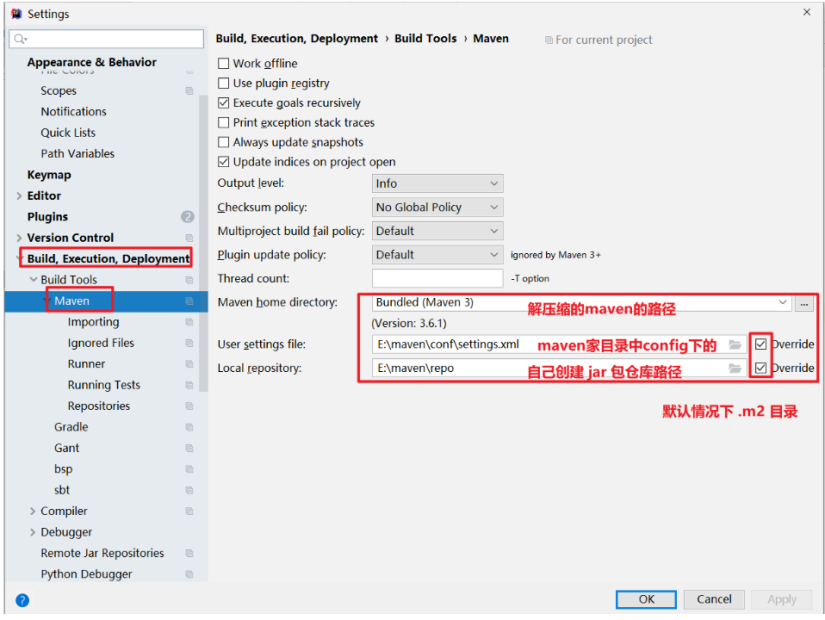 Settings
Build, Execution, Deployment › Build Tools › Maven
For current project
Appearance & Behavior
File Colors
Scopes
Notifications
Quick Lists
Path Variables
Keymap
Editor
Plugins
2
Version Control
Build, Execution, Deployment
Build Tools
Maven
Importing
Ignored Files
Runner
Running Tests
Repositories
Gradle
Gant
bsp
sbt
Compiler
Debugger
Remote Jar Repositories
Python Debugger
Work offline
Use plugin registry
Execute goals recursively
Print exception stack traces
Always update snapshots
Update indices on project open
Output level: Info
Checksum policy: No Global Policy
Multiproject build fail policy: Default
Plugin update policy: Default ignored by Maven 3+
Thread count: -T option
Maven home directory: Bundled (Maven 3) 解压缩的maven的路径 ...
(Version: 3.6.1)
User settings file: E:\maven\conf\settings.xml maven家目录中config下的 Override
Local repository: E:\maven\repo 自己创建 jar 包仓库路径 Override
默认情况下 .m2 目录
?
OK Cancel Apply